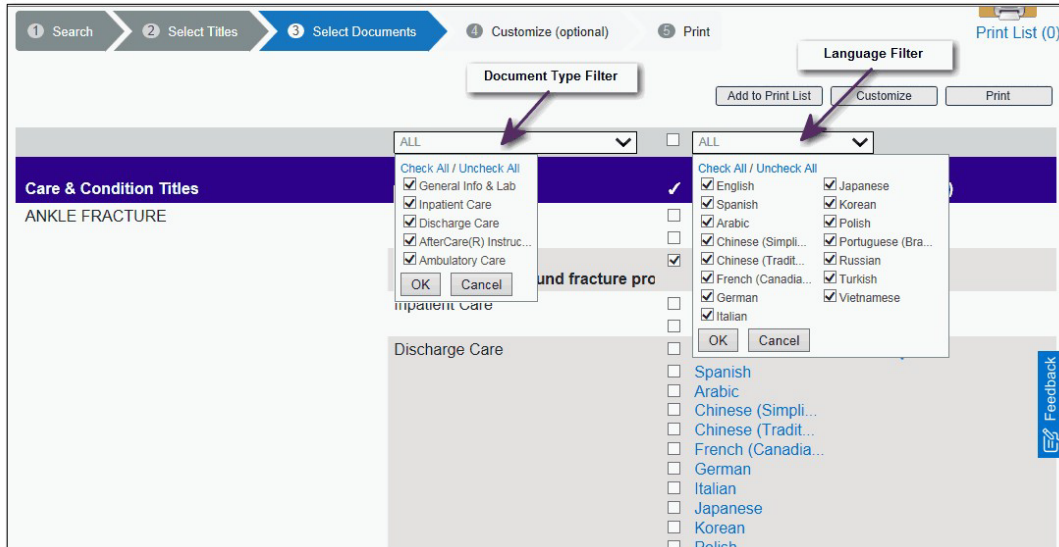 1 Search
2 Select Titles
3 Select Documents
4 Customize (optional)
5 Print
Print List (0)
Document Type Filter
Language Filter
Add to Print List
Customize
Print
ALL
ALL
Check All / Uncheck All
General Info & Lab
Inpatient Care
Discharge Care
AfterCare(R) Instruc...
Ambulatory Care
OK Cancel
Check All / Uncheck All
English Japanese
Spanish Korean
Arabic Polish
Chinese (Simpli... Portuguese (Bra...
Chinese (Tradit... Russian
French (Canadia... Turkish
German Vietnamese
Italian
OK Cancel
Care & Condition Titles
ANKLE FRACTURE
und fracture pro
Inpatient Care
Discharge Care
Spanish
Arabic
Chinese (Simpli...
Chinese (Tradit...
French (Canadia...
German
Italian
Japanese
Korean
Polish
Feedback